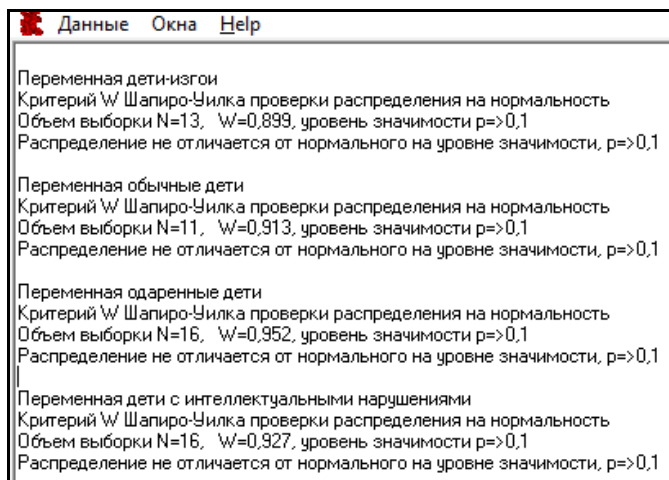 Данные Окна Help
Переменная дети-изгои
Критерий W Шапиро-Уилка проверки распределения на нормальность
Объем выборки N=13, W=0,899, уровень значимости p=>0,1
Распределение не отличается от нормального на уровне значимости, p=>0,1
Переменная обычные дети
Критерий W Шапиро-Уилка проверки распределения на нормальность
Объем выборки N=11, W=0,913, уровень значимости p=>0,1
Распределение не отличается от нормального на уровне значимости, p=>0,1
Переменная одаренные дети
Критерий W Шапиро-Уилка проверки распределения на нормальность
Объем выборки N=16, W=0,952, уровень значимости p=>0,1
Распределение не отличается от нормального на уровне значимости, p=>0,1
Переменная дети с интеллектуальными нарушениями
Критерий W Шапиро-Уилка проверки распределения на нормальность
Объем выборки N=16, W=0,927, уровень значимости p=>0,1
Распределение не отличается от нормального на уровне значимости, p=>0,1